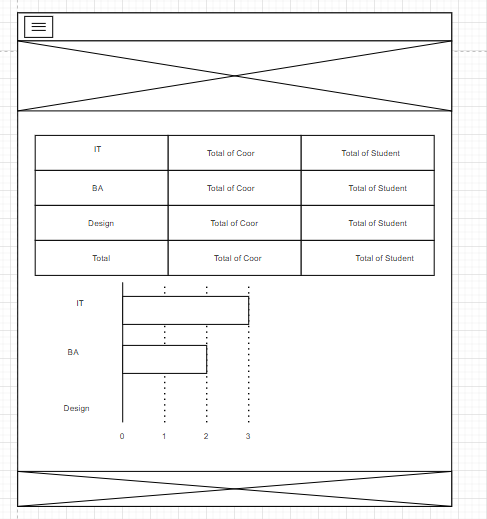 IT Total of Coor Total of Student
BA Total of Coor Total of Student
Design Total of Coor Total of Student
Total Total of Coor Total of Student
IT
BA
Design
0 1 2 3